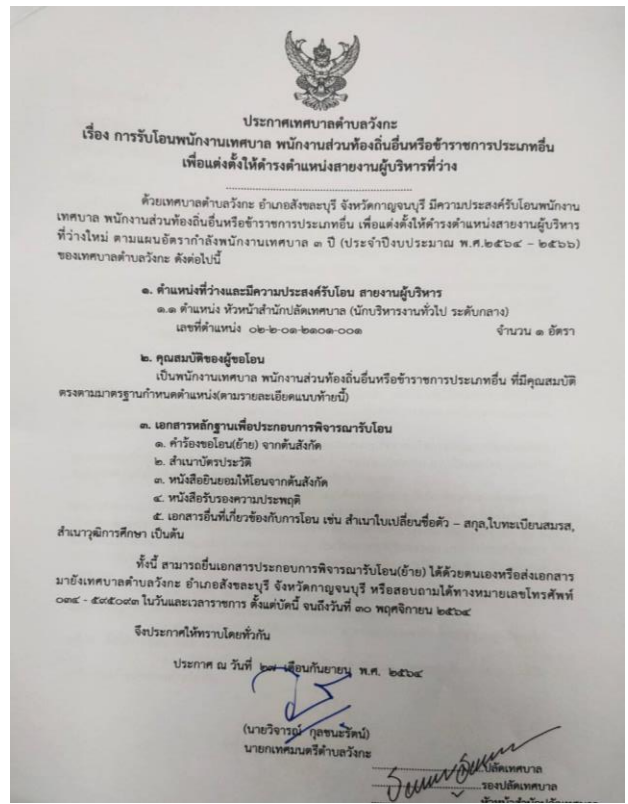 ประกาศเทศบาลตำบลวังกะ
เรื่อง การรับโอนพนักงานเทศบาล พนักงานส่วนท้องถิ่นอื่นหรือข้าราชการประเภทอื่น
เพื่อแต่งตั้งให้ดำรงตำแหน่งสายงานผู้บริหารที่ว่าง
ด้วยเทศบาลตำบลวังกะ อำเภอสังขละบุรี จังหวัดกาญจนบุรี มีความประสงค์รับโอนพนักงาน
เทศบาล พนักงานส่วนท้องถิ่นอื่นหรือข้าราชการประเภทอื่น เพื่อแต่งตั้งให้ดำรงตำแหน่งสายงานผู้บริหาร
ที่ว่างใหม่ ตามแผนอัตรากำลังพนักงานเทศบาล ๓ ปี (ประจำปีงบประมาณ พ.ศ.๒๕๖๔ – ๒๕๖๖)
ของเทศบาลตำบลวังกะ ดังต่อไปนี้
๑. ตำแหน่งที่ว่างและมีความประสงค์รับโอน สายงานผู้บริหาร
๑.๑ ตำแหน่ง หัวหน้าสำนักปลัดเทศบาล (นักบริหารงานทั่วไป ระดับกลาง)
เลขที่ตำแหน่ง ๐๒-๒-๐๑-๒๑๐๑-๐๐๑ จำนวน ๑ อัตรา
๒. คุณสมบัติของผู้ขอโอน
เป็นพนักงานเทศบาล พนักงานส่วนท้องถิ่นอื่นหรือข้าราชการประเภทอื่น ที่มีคุณสมบัติ
ตรงตามมาตรฐานกำหนดตำแหน่ง(ตามรายละเอียดแนบท้ายนี้)
๓. เอกสารหลักฐานเพื่อประกอบการพิจารณารับโอน
๑. คำร้องขอโอน(ย้าย) จากต้นสังกัด
๒. สำเนาบัตรประวัติ
๓. หนังสือยินยอมให้โอนจากต้นสังกัด
๔. หนังสือรับรองความประพฤติ
๕. เอกสารอื่นที่เกี่ยวข้องกับการโอน เช่น สำเนาใบเปลี่ยนชื่อตัว – สกุล,ใบทะเบียนสมรส,
สำเนาวุฒิการศึกษา เป็นต้น
ทั้งนี้ สามารถยื่นเอกสารประกอบการพิจารณารับโอน(ย้าย) ได้ด้วยตนเองหรือส่งเอกสาร
มายังเทศบาลตำบลวังกะ อำเภอสังขละบุรี จังหวัดกาญจนบุรี หรือสอบถามได้ทางหมายเลขโทรศัพท์
๐๓๔ - ๕๙๕๐๙๓ ในวันและเวลาราชการ ตั้งแต่บัดนี้ จนถึงวันที่ ๓๐ พฤศจิกายน ๒๕๖๔
จึงประกาศให้ทราบโดยทั่วกัน
ประกาศ ณ วันที่ ๒๗ เดือนกันยายน พ.ศ. ๒๕๖๔
(นายวิจารณ์ กุลชนะรัตน์)
นายกเทศมนตรีตำบลวังกะ
ปลัดเทศบาล
รองปลัดเทศบาล
หัวหน้าสำนักปลัดเทศบาล